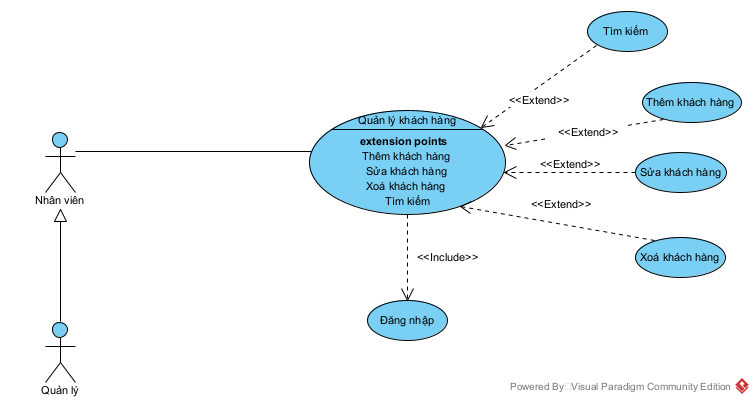 Tìm kiếm
<<Extend>>
Thêm khách hàng
Quản lý khách hàng
<<Extend>>
extension points
Thêm khách hàng
Sửa khách hàng
Xoá khách hàng
Tìm kiếm
<<Extend>>
Sửa khách hàng
Nhân viên
<<Extend>>
Xoá khách hàng
<<Include>>
Đăng nhập
Quản lý
Powered By Visual Paradigm Community Edition